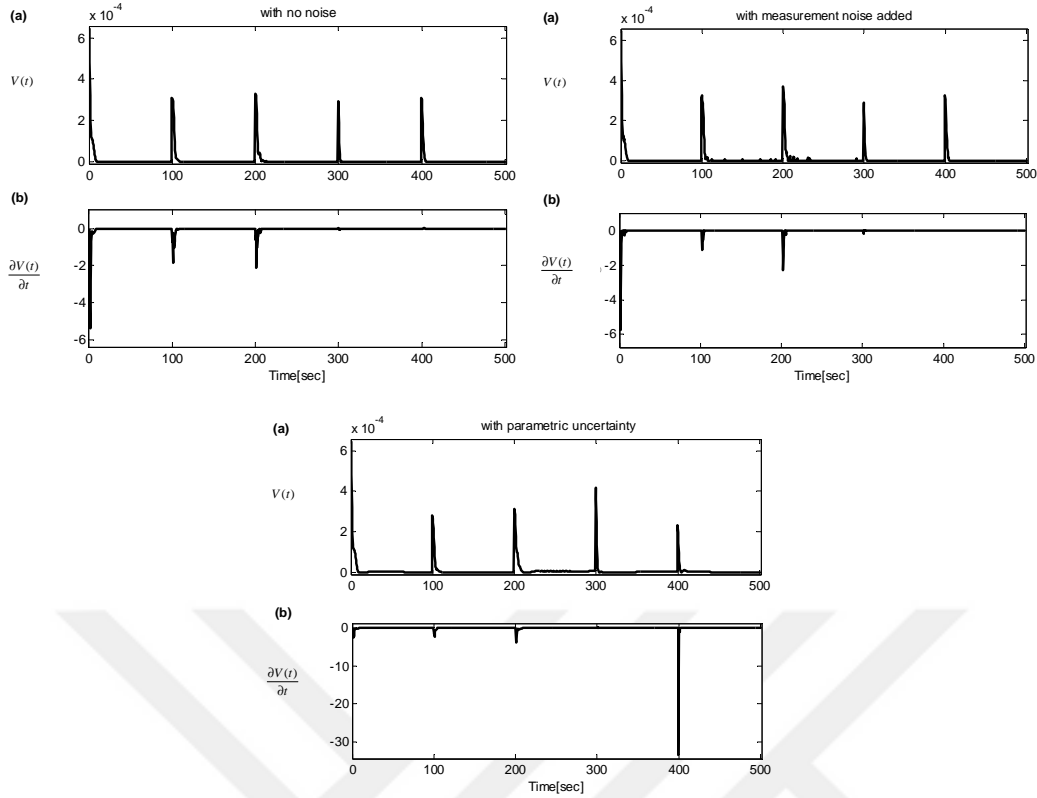 (a)
x 10^-4
with no noise
6
4
2
0
V(t)
0 100 200 300 400 500
(b)
0
-2
-4
-6
∂V(t)
∂t
0 100 200 300 400 500
Time[sec]
(a)
x 10^-4
with measurement noise added
6
4
2
0
V(t)
0 100 200 300 400 500
(b)
0
-2
-4
-6
∂V(t)
∂t
0 100 200 300 400 500
Time[sec]
(a)
x 10^-4
with parametric uncertainty
6
4
2
0
V(t)
0 100 200 300 400 500
(b)
0
-10
-20
-30
∂V(t)
∂t
0 100 200 300 400 500
Time[sec]